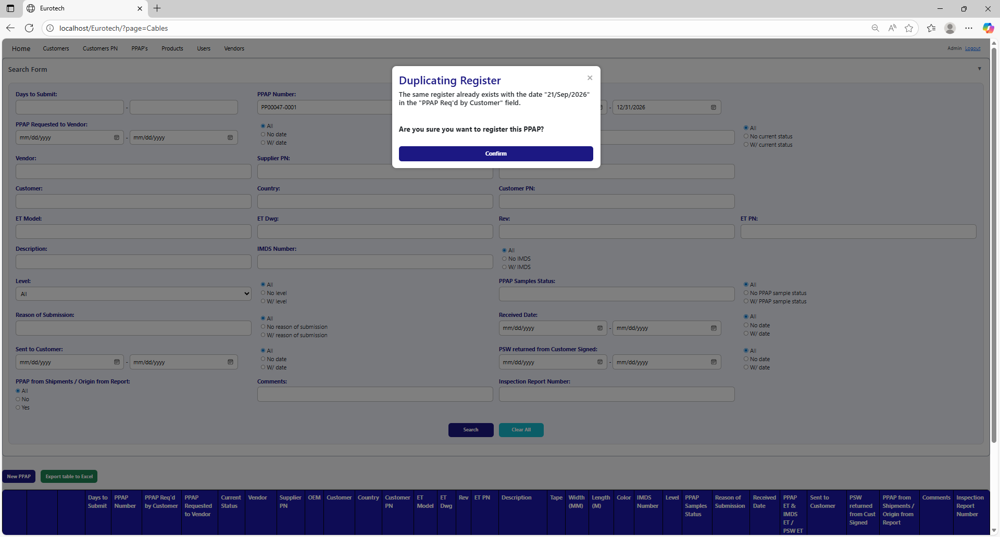 Eurotech
localhost/Eurotech/?page=Cables
Home Customers Customers PN PPAP's Products Users Vendors Admin Logout
Search Form
Duplicating Register
The same register already exists with the date "21/Sep/2026"
in the "PPAP Req'd by Customer" field.
Are you sure you want to register this PPAP?
Confirm
Days to Submit: PPAP Number:
- PP00047-0001 - 12/31/2026
PPAP Requested to Vendor:
mm/dd/yyyy - mm/dd/yyyy
All
No date
W/ date
All
No current status
W/ current status
Vendor: Supplier PN:
Customer: Country: Customer PN:
ET Model: ET Dwg: Rev: ET PN:
Description: IMDS Number:
All
No IMDS
W/ IMDS
Level:
All
All
No level
W/ level
PPAP Samples Status:
All
No PPAP sample status
W/ PPAP sample status
Reason of Submission:
All
No reason of submission
W/ reason of submission
Received Date:
mm/dd/yyyy - mm/dd/yyyy
All
No date
W/ date
Sent to Customer:
mm/dd/yyyy - mm/dd/yyyy
All
No date
W/ date
PSW returned from Customer Signed:
mm/dd/yyyy - mm/dd/yyyy
All
No date
W/ date
PPAP from Shipments / Origin from Report:
All
No
Yes
Comments:
Inspection Report Number:
Search Clear All
New PPAP Export table to Excel
Days to
Submit
PPAP
Number
PPAP Req'd
by Customer
PPAP
Requested
to Vendor
Current
Status
Vendor
Supplier
PN
OEM
Customer
Country
Customer
PN
ET
Model
ET
Dwg
Rev
ET PN
Description
Tape
Width
(MM)
Length
(M)
Color
IMDS
Number
Level
PPAP
Samples
Status
Reason of
Submission
Received
Date
PPAP
ET &
IMDS
ET /
PSW ET
Sent to
Customer
PSW
returned
from Cust
Signed
PPAP from
Shipments /
Origin from
Report
Comments
Inspection
Report
Number